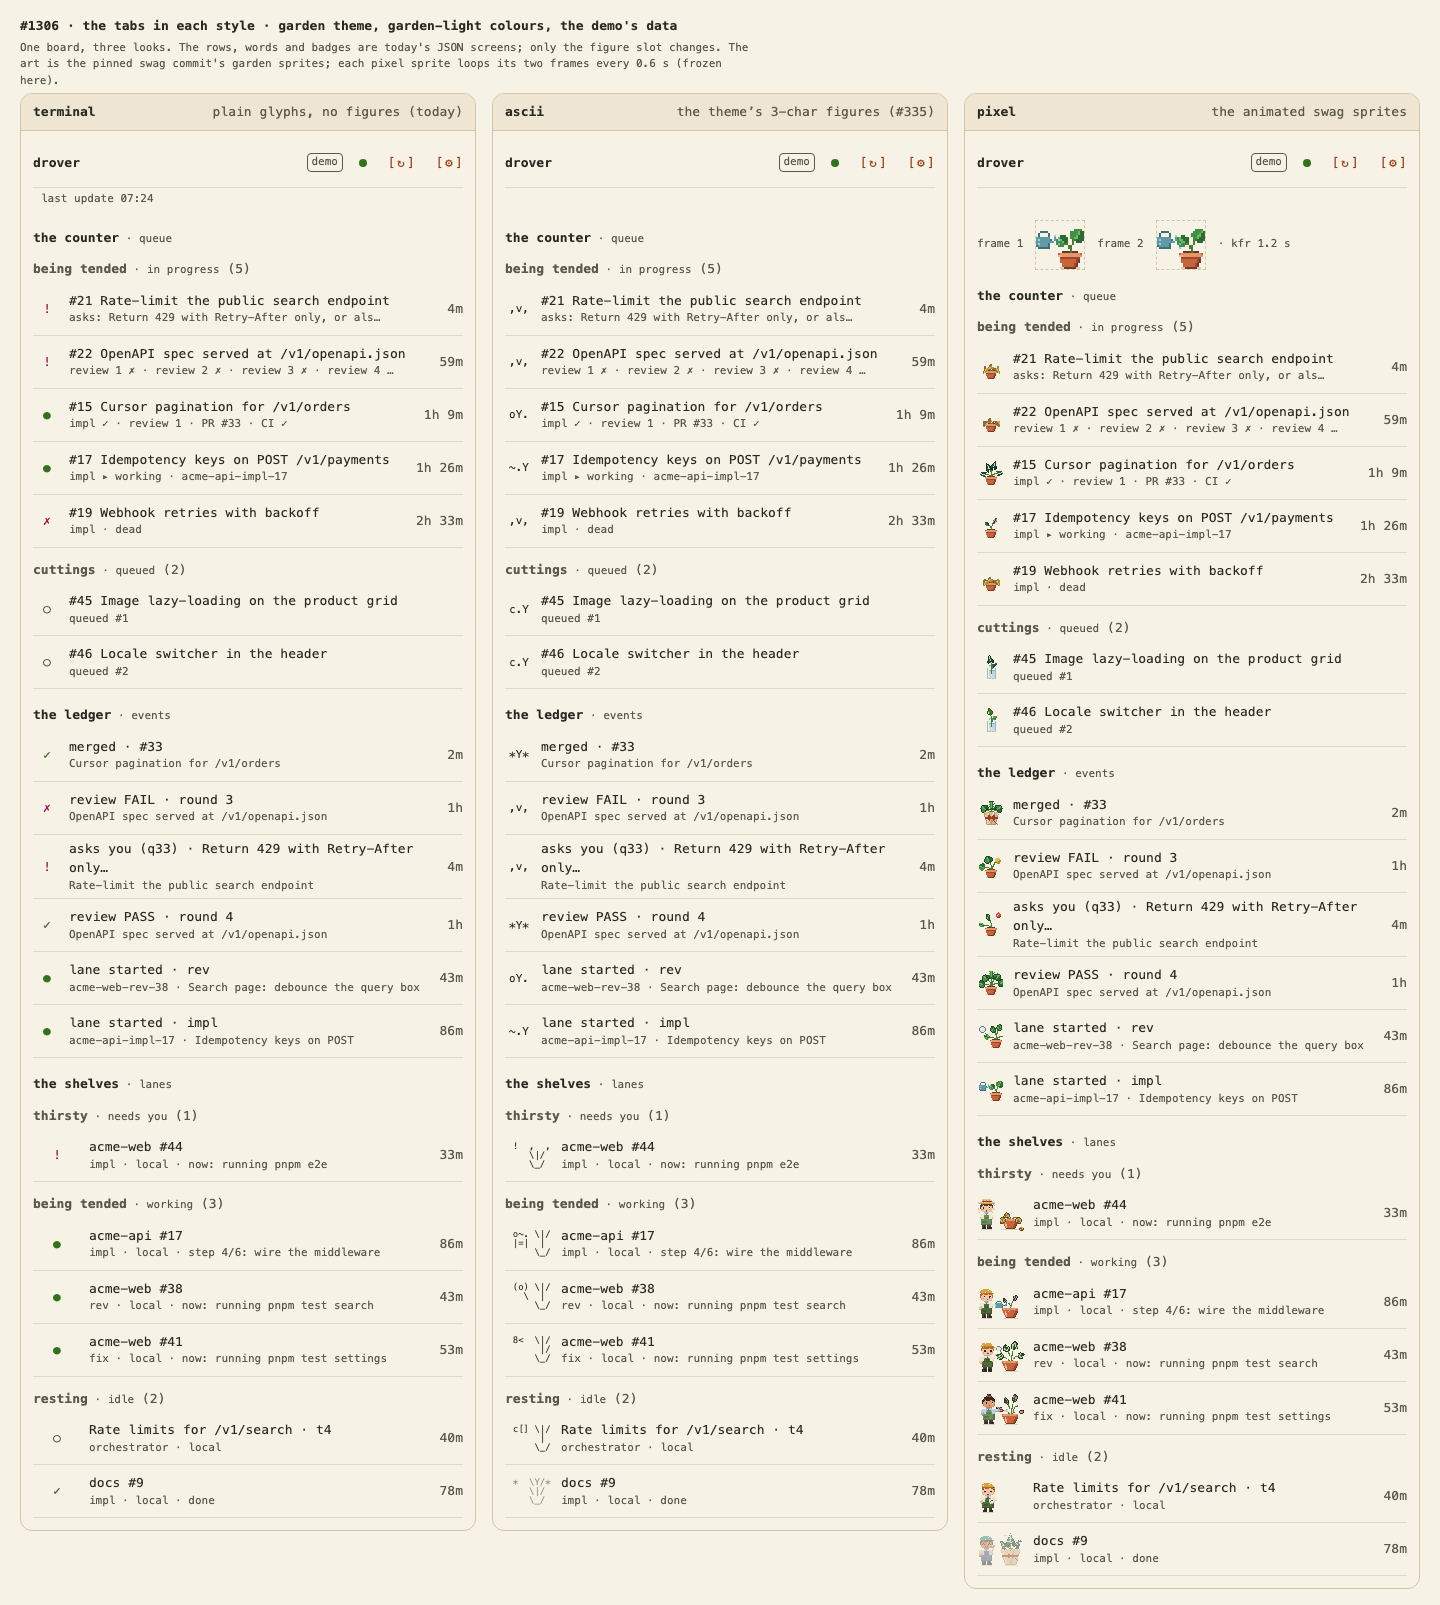 #1306 · the tabs in each style · garden theme, garden-light colours, the demo's data
One board, three looks. The rows, words and badges are today's JSON screens; only the figure slot changes. The
art is the pinned swag commit's garden sprites; each pixel sprite loops its two frames every 0.6 s (frozen
here).
terminal plain glyphs, no figures (today)
drover demo ● [↻] [⚙]
last update 07:24
the counter · queue
being tended · in progress (5)
! #21 Rate-limit the public search endpoint 4m
asks: Return 429 with Retry-After only, or als…
! #22 OpenAPI spec served at /v1/openapi.json 59m
review 1 ✗ · review 2 ✗ · review 3 ✗ · review 4 …
● #15 Cursor pagination for /v1/orders 1h 9m
impl ✓ · review 1 · PR #33 · CI ✓
● #17 Idempotency keys on POST /v1/payments 1h 26m
impl ▸ working · acme-api-impl-17
✗ #19 Webhook retries with backoff 2h 33m
impl · dead
cuttings · queued (2)
○ #45 Image lazy-loading on the product grid
queued #1
○ #46 Locale switcher in the header
queued #2
the ledger · events
✓ merged · #33 2m
Cursor pagination for /v1/orders
✗ review FAIL · round 3 1h
OpenAPI spec served at /v1/openapi.json
! asks you (q33) · Return 429 with Retry-After 4m
only…
Rate-limit the public search endpoint
✓ review PASS · round 4 1h
OpenAPI spec served at /v1/openapi.json
● lane started · rev 43m
acme-web-rev-38 · Search page: debounce the query box
● lane started · impl 86m
acme-api-impl-17 · Idempotency keys on POST
the shelves · lanes
thirsty · needs you (1)
! acme-web #44 33m
impl · local · now: running pnpm e2e
being tended · working (3)
● acme-api #17 86m
impl · local · step 4/6: wire the middleware
● acme-web #38 43m
rev · local · now: running pnpm test search
● acme-web #41 53m
fix · local · now: running pnpm test settings
resting · idle (2)
○ Rate limits for /v1/search · t4 40m
orchestrator · local
✓ docs #9 78m
impl · local · done
ascii the theme’s 3-char figures (#335)
drover demo ● [↻] [⚙]
the counter · queue
being tended · in progress (5)
,v, #21 Rate-limit the public search endpoint 4m
asks: Return 429 with Retry-After only, or als…
,v, #22 OpenAPI spec served at /v1/openapi.json 59m
review 1 ✗ · review 2 ✗ · review 3 ✗ · review 4 …
oY. #15 Cursor pagination for /v1/orders 1h 9m
impl ✓ · review 1 · PR #33 · CI ✓
~.Y #17 Idempotency keys on POST /v1/payments 1h 26m
impl ▸ working · acme-api-impl-17
,v, #19 Webhook retries with backoff 2h 33m
impl · dead
cuttings · queued (2)
c.Y #45 Image lazy-loading on the product grid
queued #1
c.Y #46 Locale switcher in the header
queued #2
the ledger · events
*Y* merged · #33 2m
Cursor pagination for /v1/orders
,v, review FAIL · round 3 1h
OpenAPI spec served at /v1/openapi.json
,v, asks you (q33) · Return 429 with Retry-After 4m
only…
Rate-limit the public search endpoint
*Y* review PASS · round 4 1h
OpenAPI spec served at /v1/openapi.json
oY. lane started · rev 43m
acme-web-rev-38 · Search page: debounce the query box
~.Y lane started · impl 86m
acme-api-impl-17 · Idempotency keys on POST
the shelves · lanes
thirsty · needs you (1)
acme-web #44 33m
impl · local · now: running pnpm e2e
being tended · working (3)
acme-api #17 86m
impl · local · step 4/6: wire the middleware
acme-web #38 43m
rev · local · now: running pnpm test search
acme-web #41 53m
fix · local · now: running pnpm test settings
resting · idle (2)
Rate limits for /v1/search · t4 40m
orchestrator · local
docs #9 78m
impl · local · done
pixel the animated swag sprites
drover demo ● [↻] [⚙]
frame 1 frame 2 · kfr 1.2 s
the counter · queue
being tended · in progress (5)
#21 Rate-limit the public search endpoint 4m
asks: Return 429 with Retry-After only, or als…
#22 OpenAPI spec served at /v1/openapi.json 59m
review 1 ✗ · review 2 ✗ · review 3 ✗ · review 4 …
#15 Cursor pagination for /v1/orders 1h 9m
impl ✓ · review 1 · PR #33 · CI ✓
#17 Idempotency keys on POST /v1/payments 1h 26m
impl ▸ working · acme-api-impl-17
#19 Webhook retries with backoff 2h 33m
impl · dead
cuttings · queued (2)
#45 Image lazy-loading on the product grid
queued #1
#46 Locale switcher in the header
queued #2
the ledger · events
merged · #33 2m
Cursor pagination for /v1/orders
review FAIL · round 3 1h
OpenAPI spec served at /v1/openapi.json
asks you (q33) · Return 429 with Retry-After 4m
only…
Rate-limit the public search endpoint
review PASS · round 4 1h
OpenAPI spec served at /v1/openapi.json
lane started · rev 43m
acme-web-rev-38 · Search page: debounce the query box
lane started · impl 86m
acme-api-impl-17 · Idempotency keys on POST
the shelves · lanes
thirsty · needs you (1)
acme-web #44 33m
impl · local · now: running pnpm e2e
being tended · working (3)
acme-api #17 86m
impl · local · step 4/6: wire the middleware
acme-web #38 43m
rev · local · now: running pnpm test search
acme-web #41 53m
fix · local · now: running pnpm test settings
resting · idle (2)
Rate limits for /v1/search · t4 40m
orchestrator · local
docs #9 78m
impl · local · done